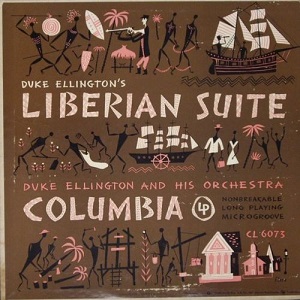 DUKE ELLINGTON'S
LIBERIAN SUITE
DUKE ELLINGTON AND HIS ORCHESTRA
COLUMBIA LP NONBREAKABLE
LONG PLAYING
MICROGROOVE
CL 6073